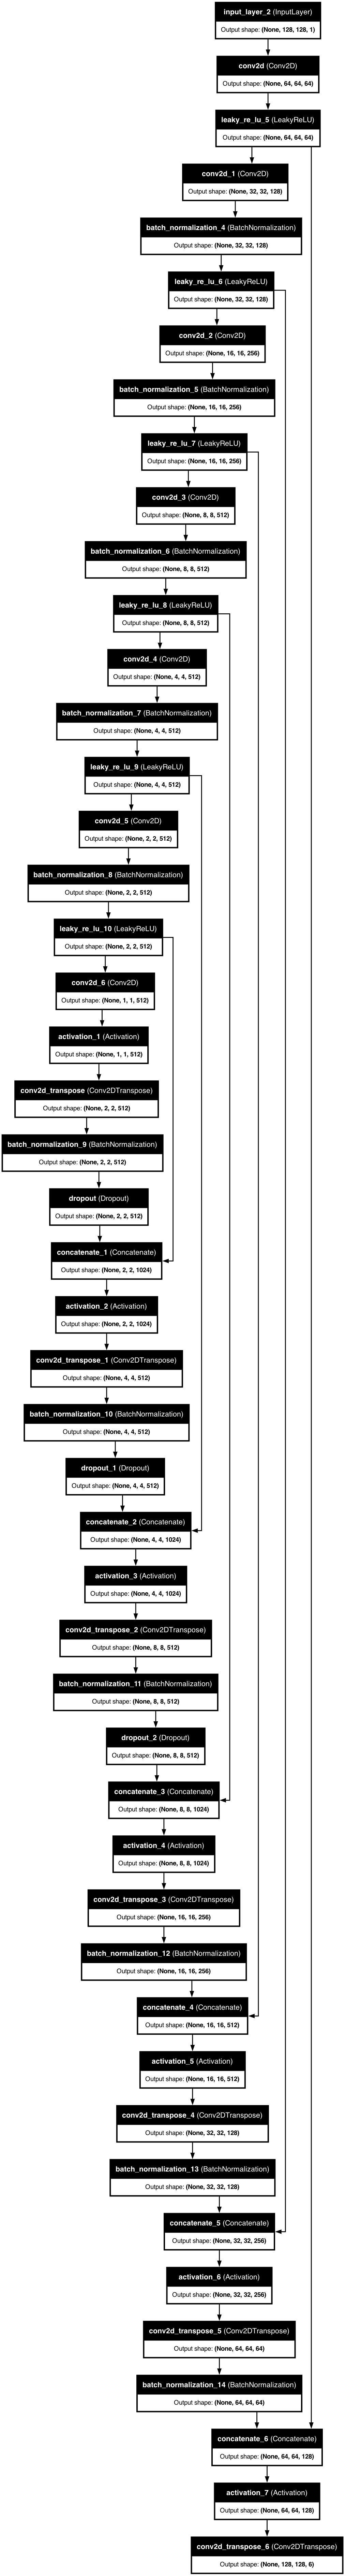 input_layer_2 (InputLayer)
Output shape: (None, 128, 128, 1)
conv2d (Conv2D)
Output shape: (None, 64, 64, 64)
leaky_re_lu_5 (LeakyReLU)
Output shape: (None, 64, 64, 64)
conv2d_1 (Conv2D)
Output shape: (None, 32, 32, 128)
batch_normalization_4 (BatchNormalization)
Output shape: (None, 32, 32, 128)
leaky_re_lu_6 (LeakyReLU)
Output shape: (None, 32, 32, 128)
conv2d_2 (Conv2D)
Output shape: (None, 16, 16, 256)
batch_normalization_5 (BatchNormalization)
Output shape: (None, 16, 16, 256)
leaky_re_lu_7 (LeakyReLU)
Output shape: (None, 16, 16, 256)
conv2d_3 (Conv2D)
Output shape: (None, 8, 8, 512)
batch_normalization_6 (BatchNormalization)
Output shape: (None, 8, 8, 512)
leaky_re_lu_8 (LeakyReLU)
Output shape: (None, 8, 8, 512)
conv2d_4 (Conv2D)
Output shape: (None, 4, 4, 512)
batch_normalization_7 (BatchNormalization)
Output shape: (None, 4, 4, 512)
leaky_re_lu_9 (LeakyReLU)
Output shape: (None, 4, 4, 512)
conv2d_5 (Conv2D)
Output shape: (None, 2, 2, 512)
batch_normalization_8 (BatchNormalization)
Output shape: (None, 2, 2, 512)
leaky_re_lu_10 (LeakyReLU)
Output shape: (None, 2, 2, 512)
conv2d_6 (Conv2D)
Output shape: (None, 1, 1, 512)
activation_1 (Activation)
Output shape: (None, 1, 1, 512)
conv2d_transpose (Conv2DTranspose)
Output shape: (None, 2, 2, 512)
batch_normalization_9 (BatchNormalization)
Output shape: (None, 2, 2, 512)
dropout (Dropout)
Output shape: (None, 2, 2, 512)
concatenate_1 (Concatenate)
Output shape: (None, 2, 2, 1024)
activation_2 (Activation)
Output shape: (None, 2, 2, 1024)
conv2d_transpose_1 (Conv2DTranspose)
Output shape: (None, 4, 4, 512)
batch_normalization_10 (BatchNormalization)
Output shape: (None, 4, 4, 512)
dropout_1 (Dropout)
Output shape: (None, 4, 4, 512)
concatenate_2 (Concatenate)
Output shape: (None, 4, 4, 1024)
activation_3 (Activation)
Output shape: (None, 4, 4, 1024)
conv2d_transpose_2 (Conv2DTranspose)
Output shape: (None, 8, 8, 512)
batch_normalization_11 (BatchNormalization)
Output shape: (None, 8, 8, 512)
dropout_2 (Dropout)
Output shape: (None, 8, 8, 512)
concatenate_3 (Concatenate)
Output shape: (None, 8, 8, 1024)
activation_4 (Activation)
Output shape: (None, 8, 8, 1024)
conv2d_transpose_3 (Conv2DTranspose)
Output shape: (None, 16, 16, 256)
batch_normalization_12 (BatchNormalization)
Output shape: (None, 16, 16, 256)
concatenate_4 (Concatenate)
Output shape: (None, 16, 16, 512)
activation_5 (Activation)
Output shape: (None, 16, 16, 512)
conv2d_transpose_4 (Conv2DTranspose)
Output shape: (None, 32, 32, 128)
batch_normalization_13 (BatchNormalization)
Output shape: (None, 32, 32, 128)
concatenate_5 (Concatenate)
Output shape: (None, 32, 32, 256)
activation_6 (Activation)
Output shape: (None, 32, 32, 256)
conv2d_transpose_5 (Conv2DTranspose)
Output shape: (None, 64, 64, 64)
batch_normalization_14 (BatchNormalization)
Output shape: (None, 64, 64, 64)
concatenate_6 (Concatenate)
Output shape: (None, 64, 64, 128)
activation_7 (Activation)
Output shape: (None, 64, 64, 128)
conv2d_transpose_6 (Conv2DTranspose)
Output shape: (None, 128, 128, 6)